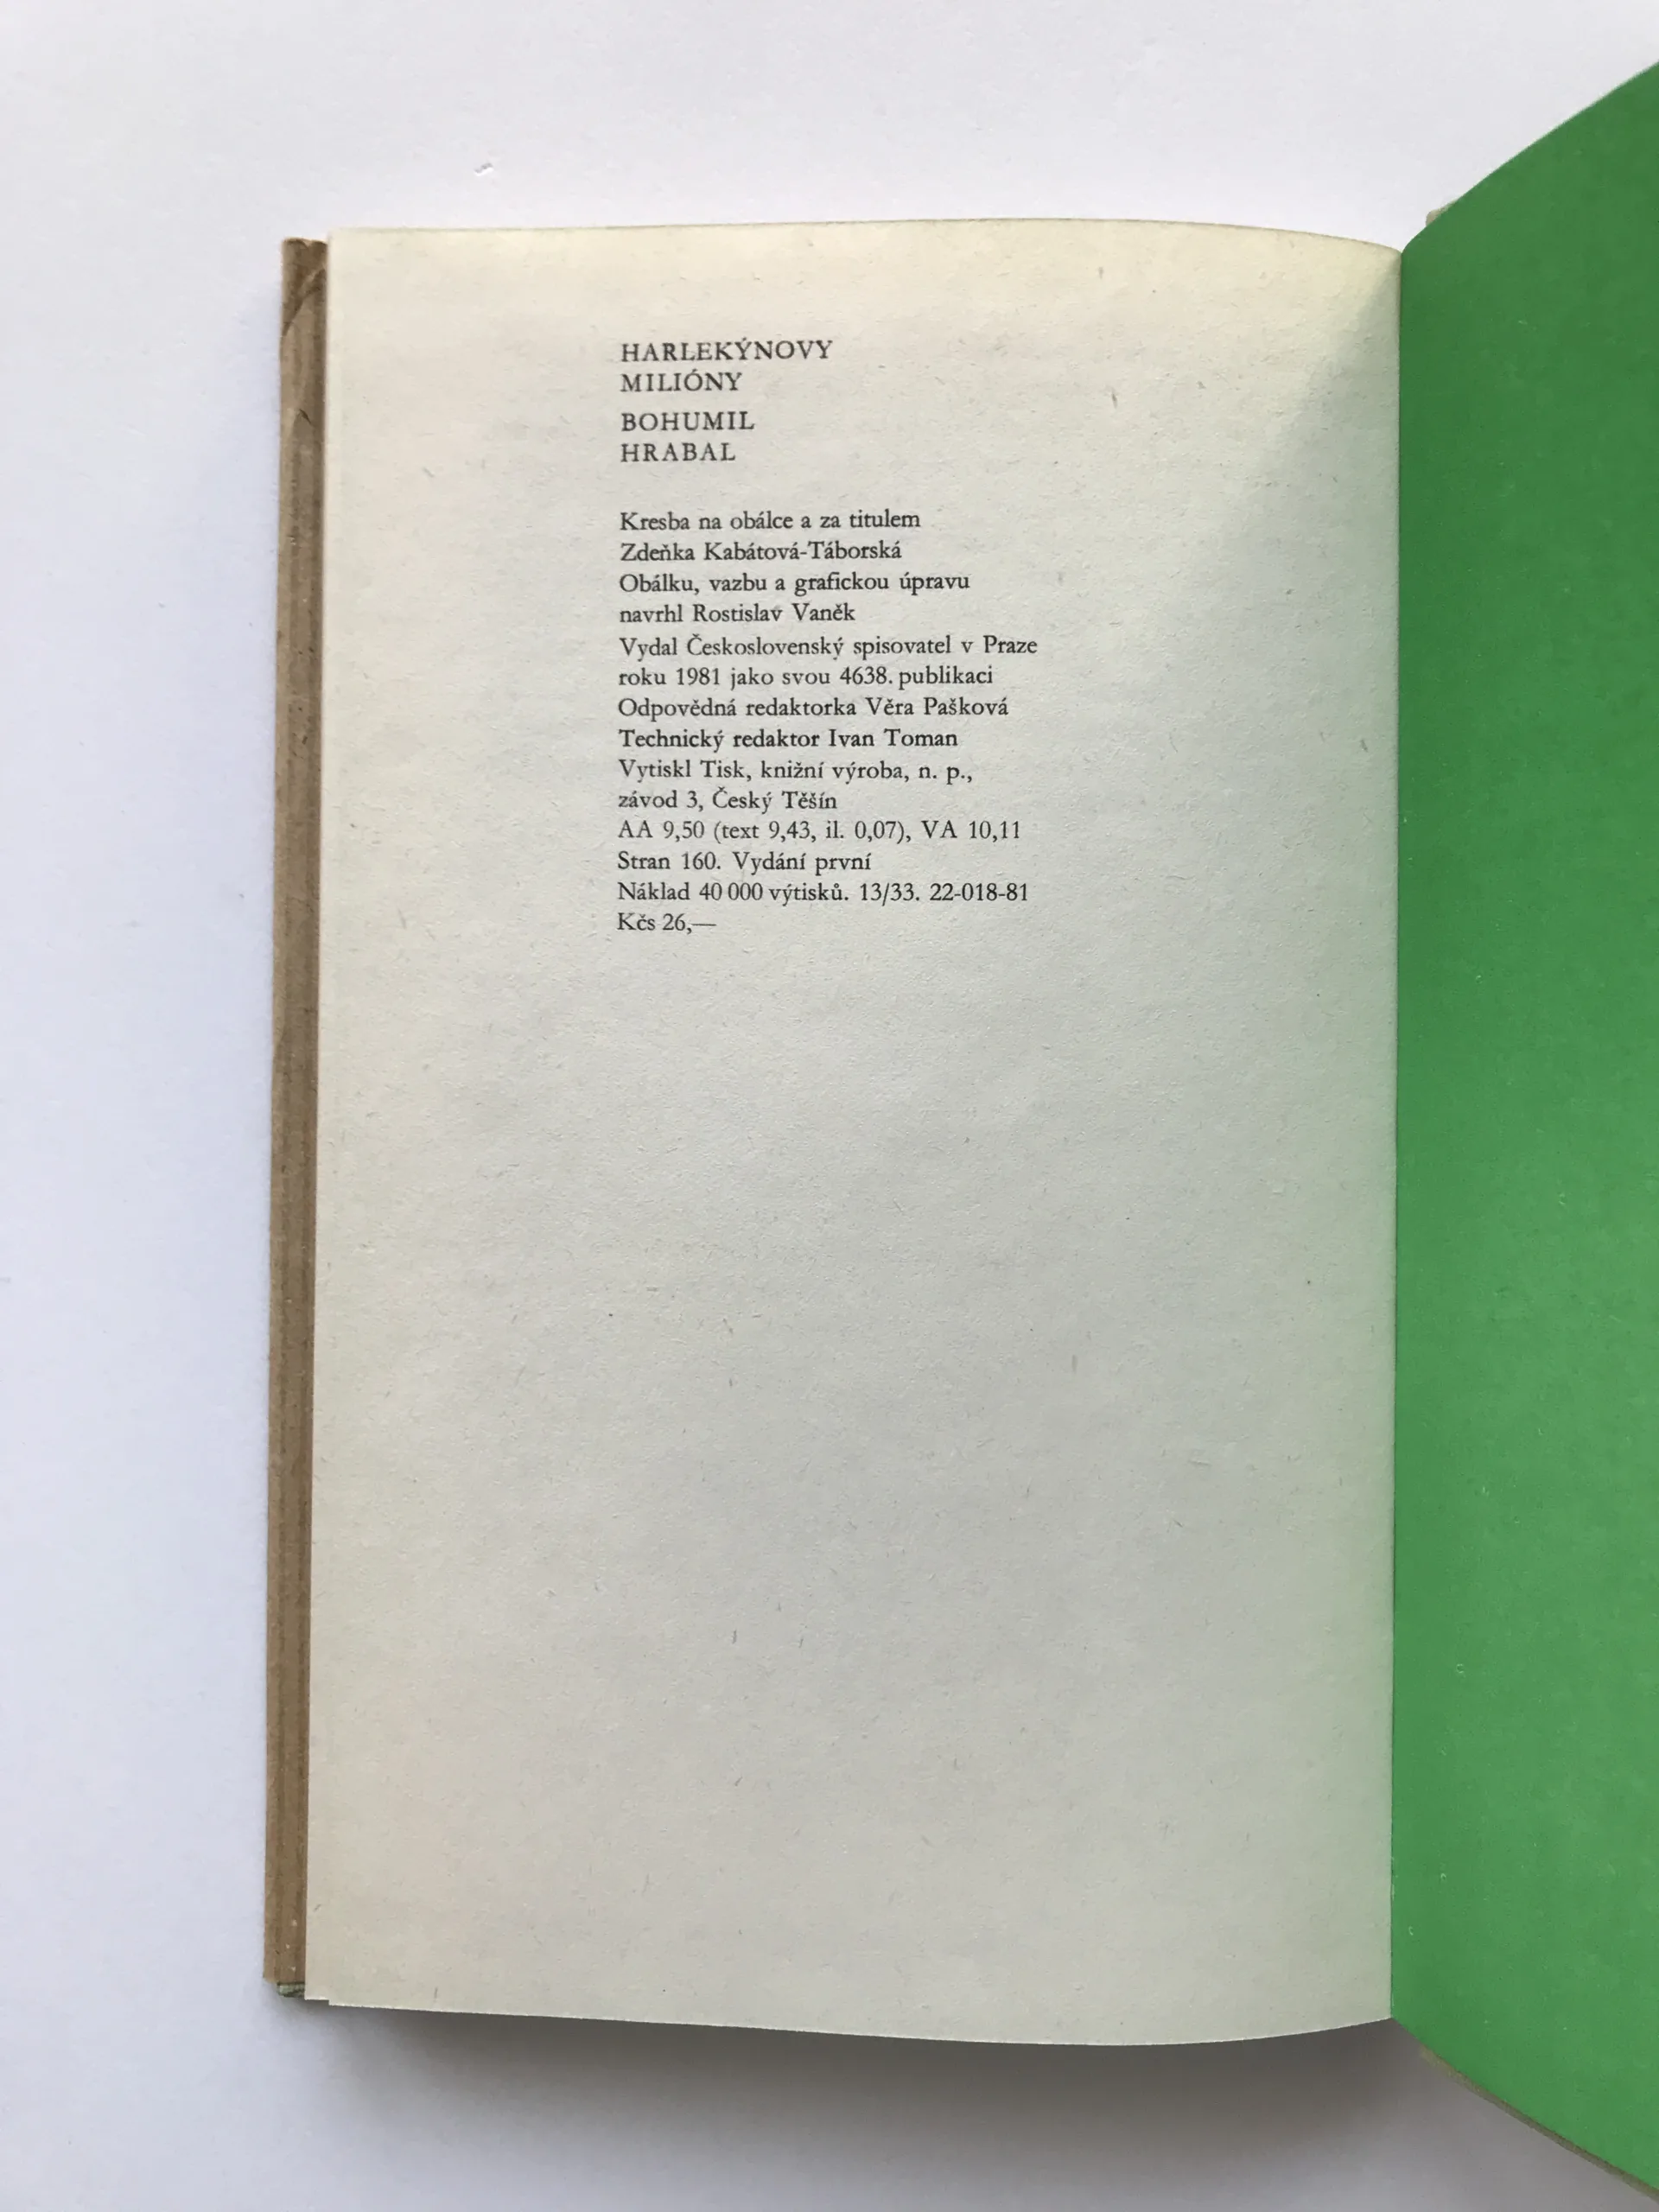 HARLEKÝNOVY
MILIÓNY
BOHUMIL
HRABAL
Kresba na obálce a za titulem
Zdeňka Kabátová-Táborská
Obálku, vazbu a grafickou úpravu
navrhl Rostislav Vaněk
Vydal Československý spisovatel v Praze
roku 1981 jako svou 4638. publikaci
Odpovědná redaktorka Věra Pašková
Technický redaktor Ivan Toman
Vytiskl Tisk, knižní výroba, n. p.,
závod 3, Český Těšín
AA 9,50 (text 9,43, il. 0,07), VA 10,11
Stran 160. Vydání první
Náklad 40 000 výtisků. 13/33. 22-018-81
Kčs 26,—